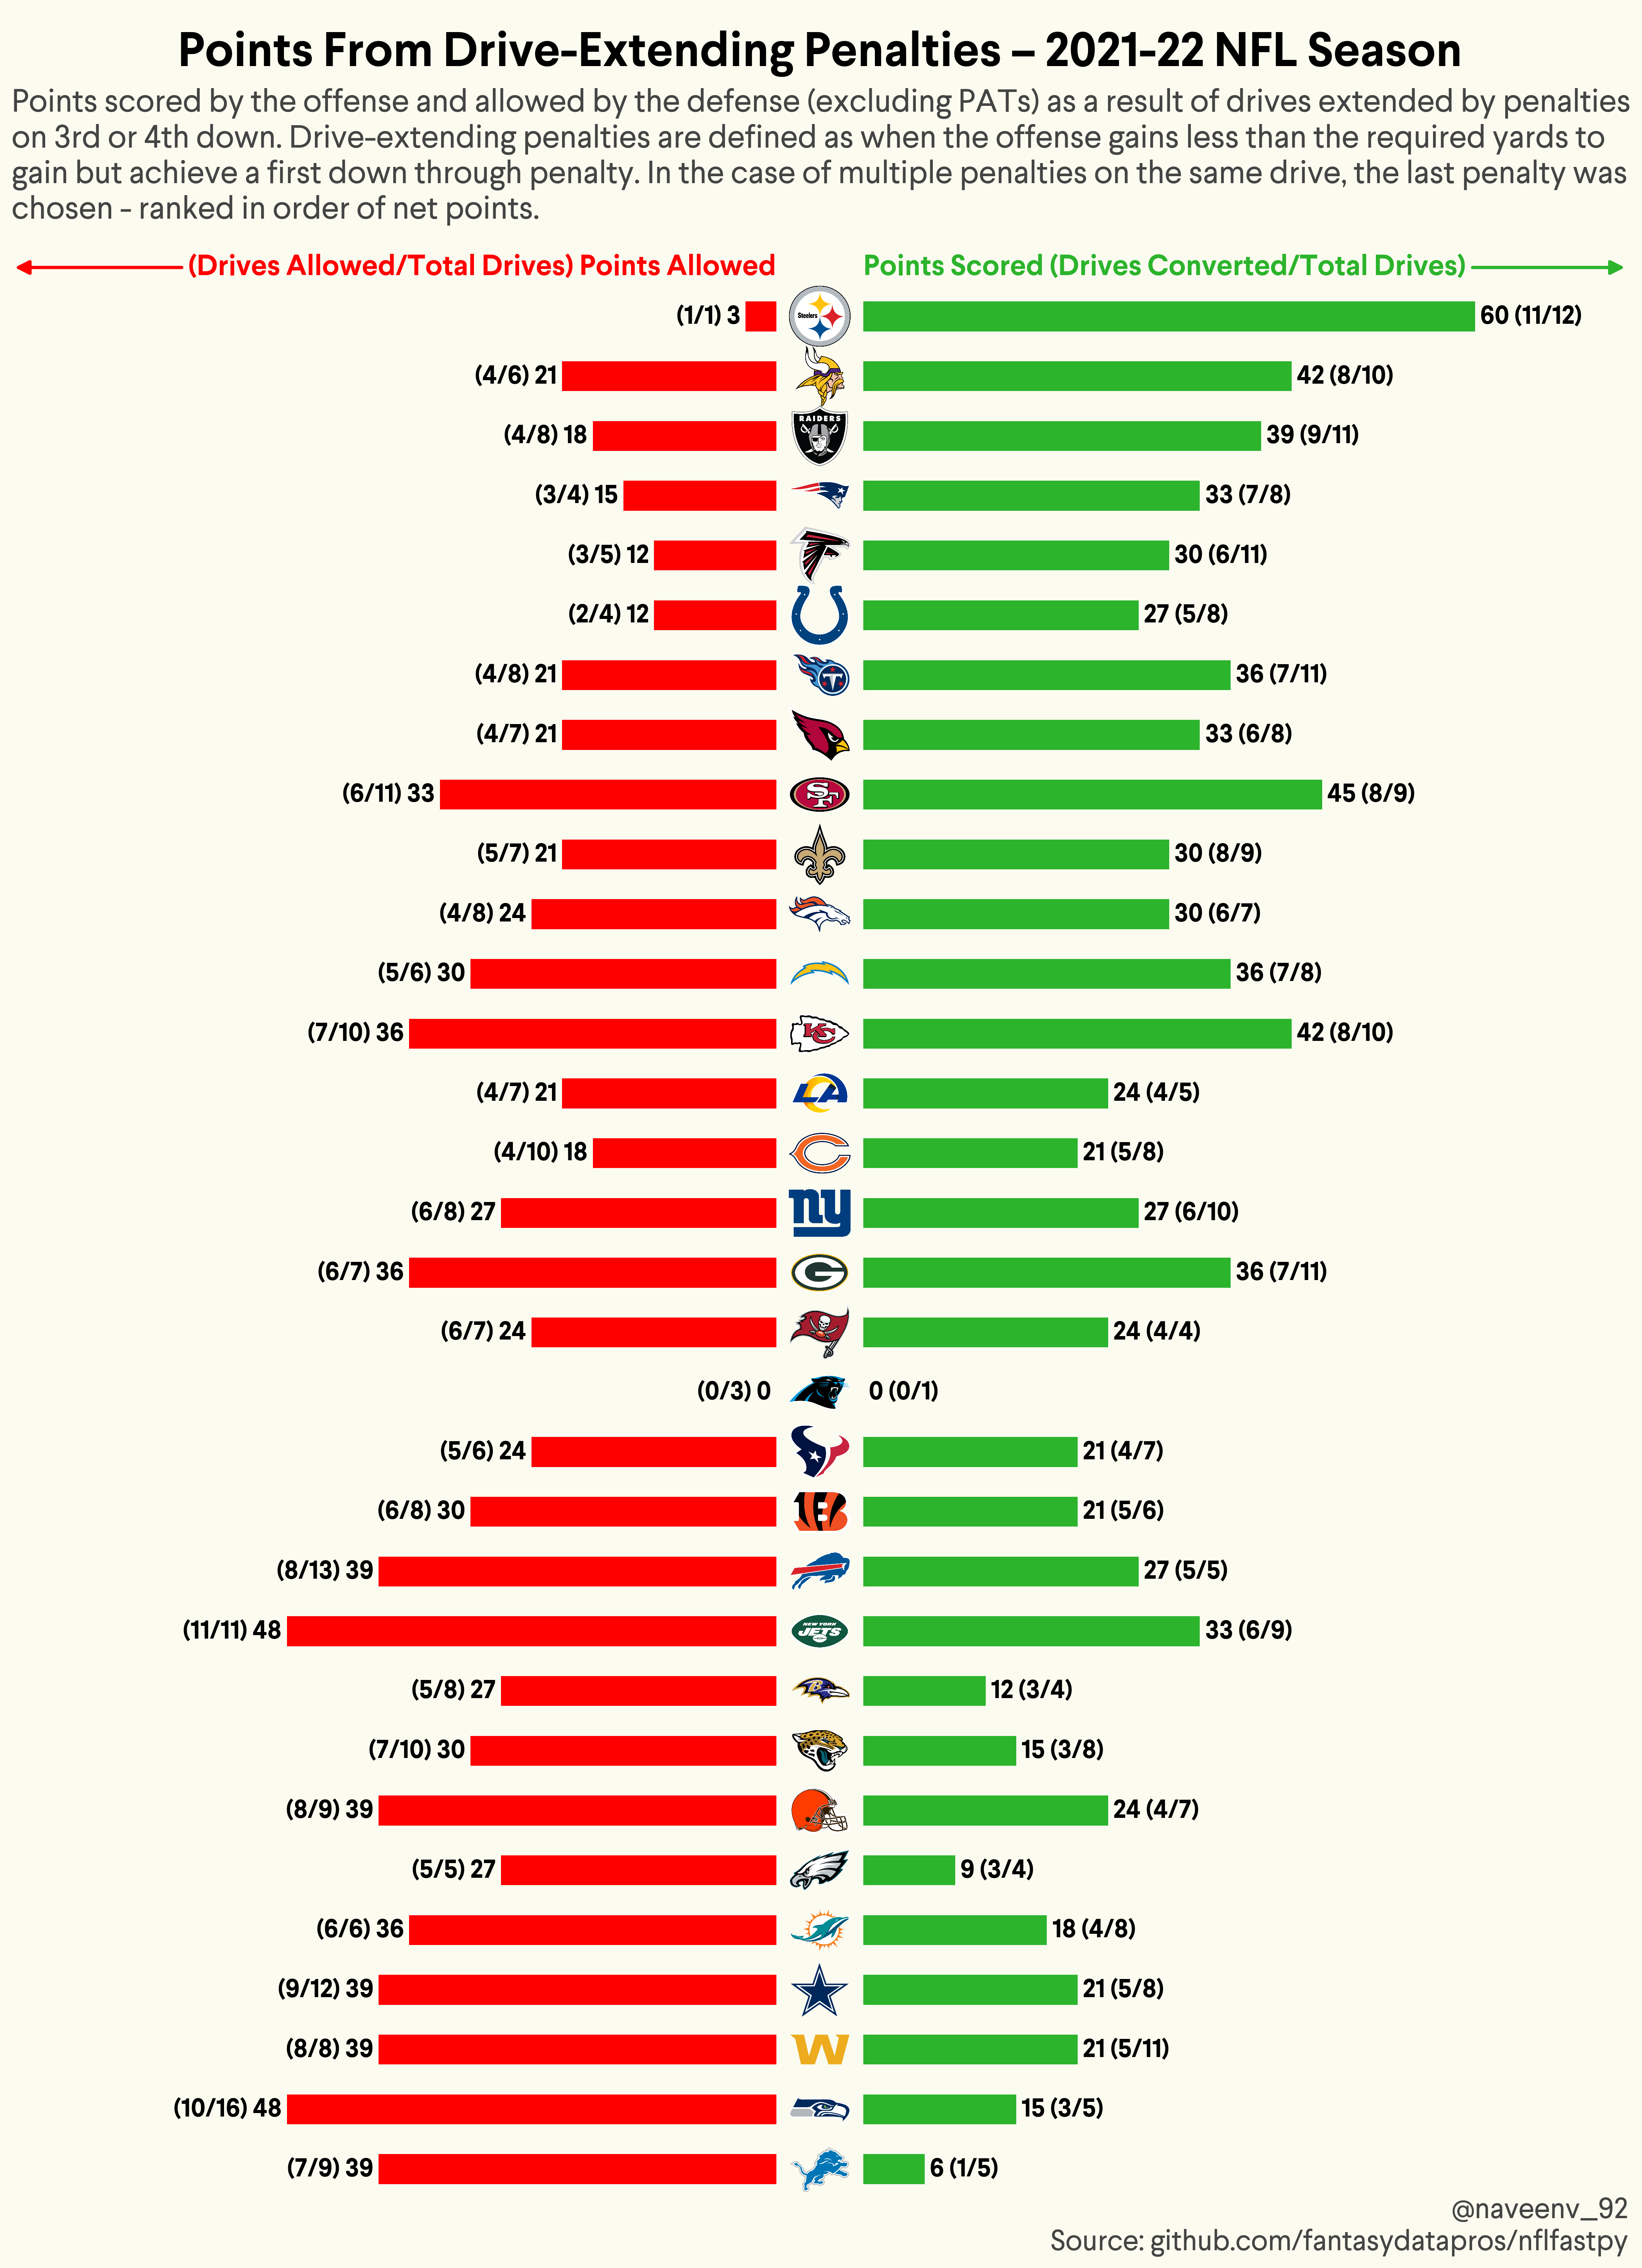 Points From Drive-Extending Penalties – 2021-22 NFL Season
Points scored by the offense and allowed by the defense (excluding PATs) as a result of drives extended by penalties
on 3rd or 4th down. Drive-extending penalties are defined as when the offense gains less than the required yards to
gain but achieve a first down through penalty. In the case of multiple penalties on the same drive, the last penalty was
chosen - ranked in order of net points.
(Drives Allowed/Total Drives) Points Allowed Points Scored (Drives Converted/Total Drives)
(1/1) 3 Steelers 60 (11/12)
(4/6) 21 42 (8/10)
(4/8) 18 RAIDERS 39 (9/11)
(3/4) 15 33 (7/8)
(3/5) 12 30 (6/11)
(2/4) 12 27 (5/8)
(4/8) 21 T 36 (7/11)
(4/7) 21 33 (6/8)
(6/11) 33 SF 45 (8/9)
(5/7) 21 30 (8/9)
(4/8) 24 30 (6/7)
(5/6) 30 36 (7/8)
(7/10) 36 KC 42 (8/10)
(4/7) 21 LA 24 (4/5)
(4/10) 18 C 21 (5/8)
(6/8) 27 ny 27 (6/10)
(6/7) 36 G 36 (7/11)
(6/7) 24 24 (4/4)
(0/3) 0 0 (0/1)
(5/6) 24 21 (4/7)
(6/8) 30 B 21 (5/6)
(8/13) 39 27 (5/5)
(11/11) 48 NEW YORK JETS 33 (6/9)
(5/8) 27 B 12 (3/4)
(7/10) 30 15 (3/8)
(8/9) 39 24 (4/7)
(5/5) 27 9 (3/4)
(6/6) 36 18 (4/8)
(9/12) 39 21 (5/8)
(8/8) 39 W 21 (5/11)
(10/16) 48 15 (3/5)
(7/9) 39 6 (1/5)
@naveenv_92
Source: github.com/fantasydatapros/nflfastpy